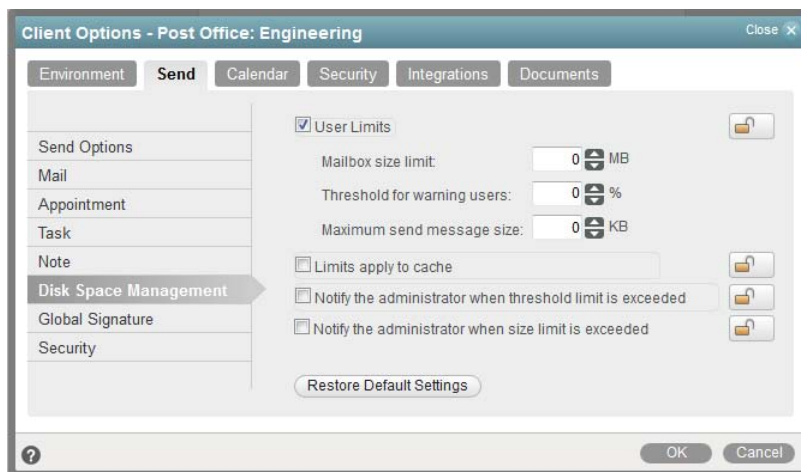 Client Options - Post Office: Engineering
Close X
Environment Send Calendar Security Integrations Documents
Send Options
Mail
Appointment
Task
Note
Disk Space Management
Global Signature
Security
User Limits
Mailbox size limit: 0 MB
Threshold for warning users: 0 %
Maximum send message size: 0 KB
Limits apply to cache
Notify the administrator when threshold limit is exceeded
Notify the administrator when size limit is exceeded
Restore Default Settings
? OK Cancel